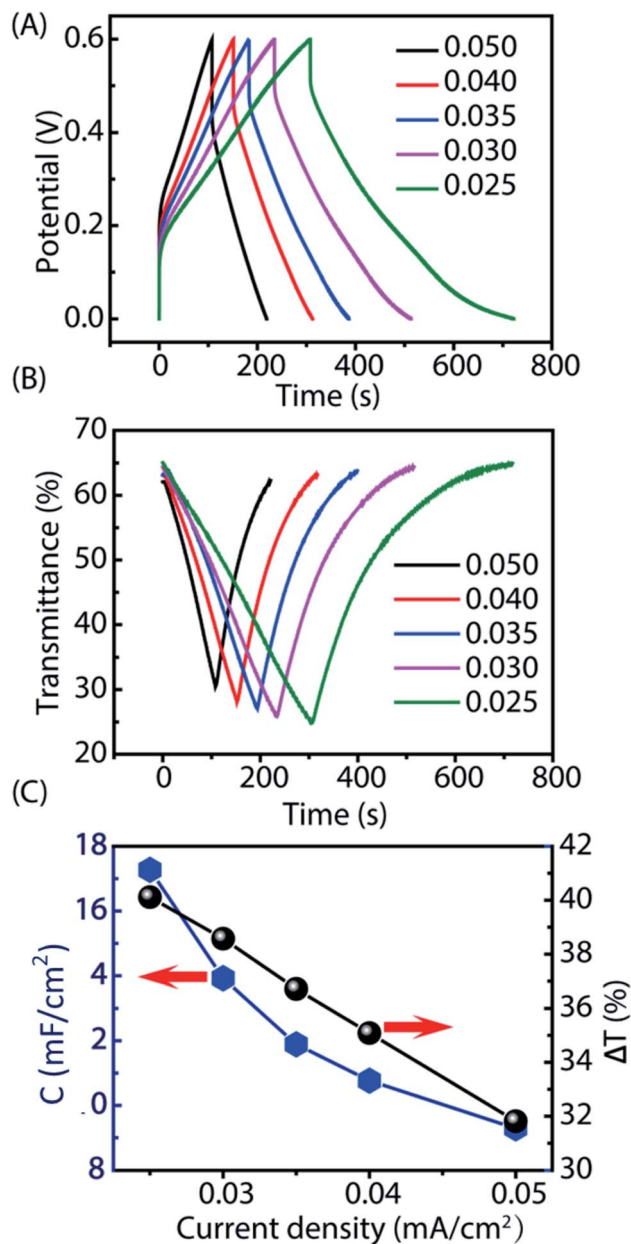 (A)
0.6
0.4
0.2
0.0
Potential (V)
0.050
0.040
0.035
0.030
0.025
0 200 400 600 800
Time (s)
(B)
70
60
50
40
30
20
Transmittance (%)
0.050
0.040
0.035
0.030
0.025
0 200 400 600 800
Time (s)
(C)
18
16
4
2
0
8
C (mF/cm²)
42
40
38
36
35
32
30
ΔT (%)
0.03 0.04 0.05
Current density (mA/cm²)